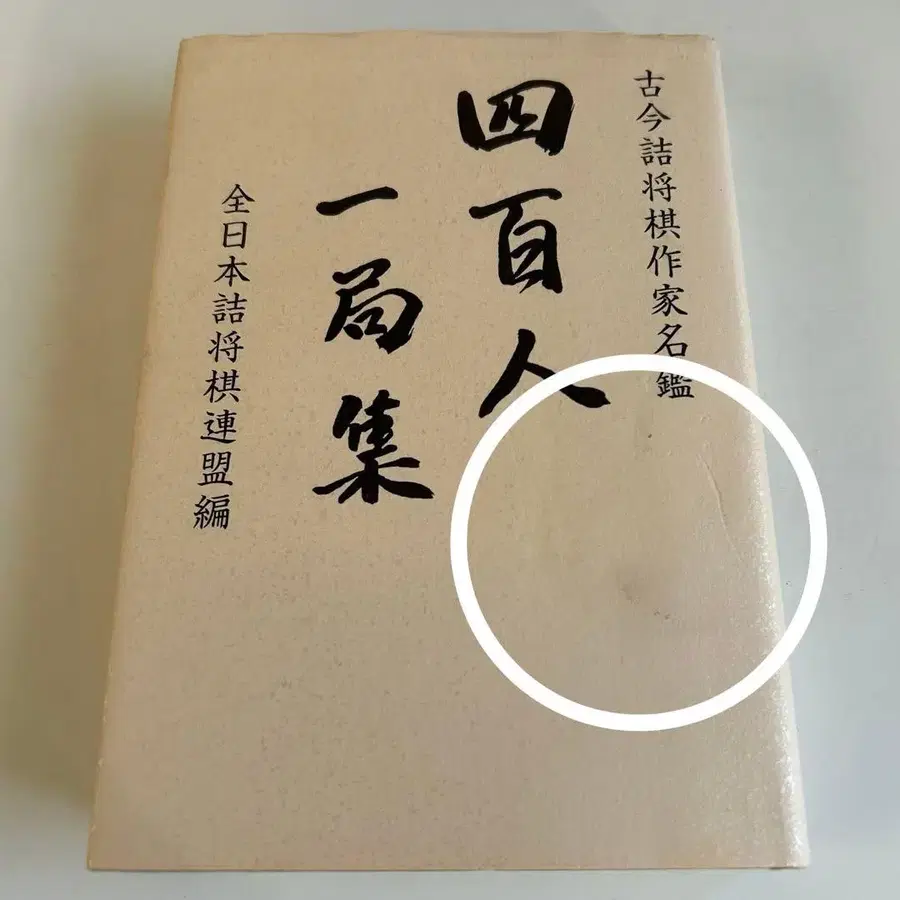 古今詰将棋作家名鑑
四百人
一局集
全日本詰将棋連盟編